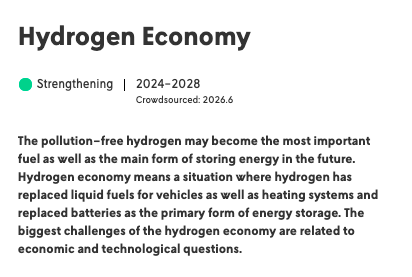 Hydrogen Economy
Strengthening | 2024–2028
Crowdsourced: 2026.6
The pollution–free hydrogen may become the most important
fuel as well as the main form of storing energy in the future.
Hydrogen economy means a situation where hydrogen has
replaced liquid fuels for vehicles as well as heating systems and
replaced batteries as the primary form of energy storage. The
biggest challenges of the hydrogen economy are related to
economic and technological questions.